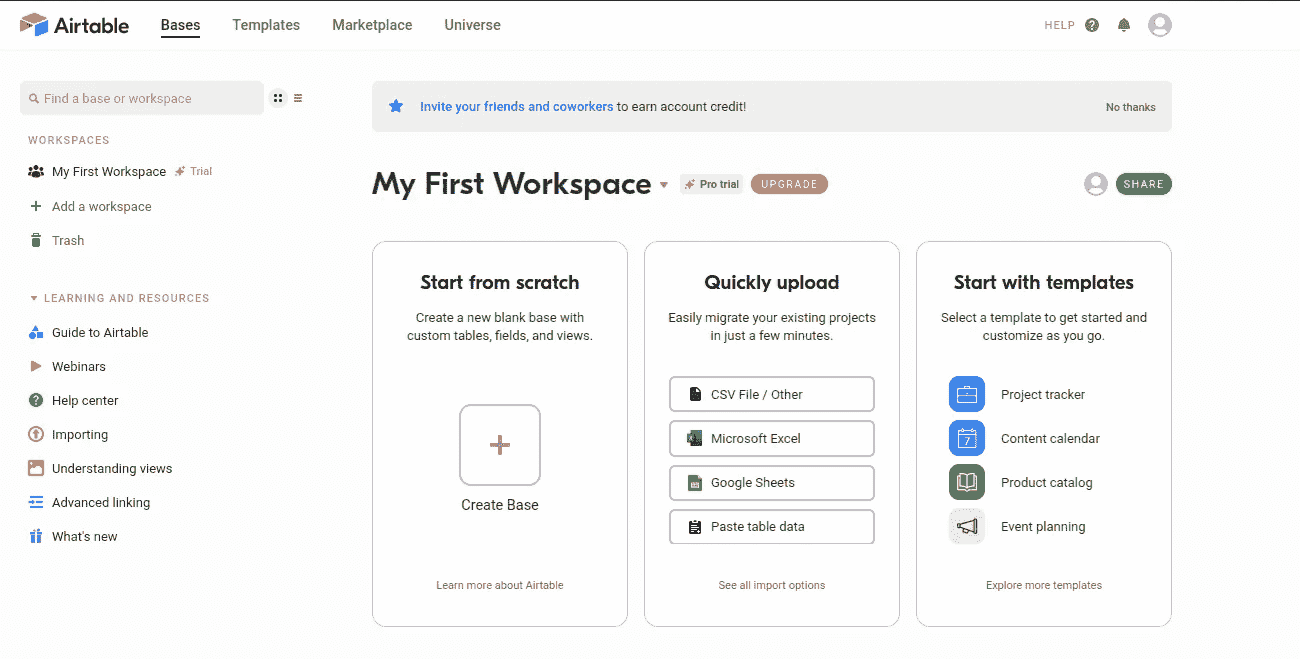 Airtable
Bases
Templates
Marketplace
Universe
HELP
Find a base or workspace
WORKSPACES
My First Workspace
Trial
Add a workspace
Trash
LEARNING AND RESOURCES
Guide to Airtable
Webinars
Help center
Importing
Understanding views
Advanced linking
What's new
Invite your friends and coworkers to earn account credit!
No thanks
My First Workspace
Pro trial
UPGRADE
SHARE
Start from scratch
Create a new blank base with
custom tables, fields, and views.
Create Base
Learn more about Airtable
Quickly upload
Easily migrate your existing projects
in just a few minutes.
CSV File / Other
Microsoft Excel
Google Sheets
Paste table data
See all import options
Start with templates
Select a template to get started and
customize as you go.
Project tracker
7
Content calendar
Product catalog
Event planning
Explore more templates